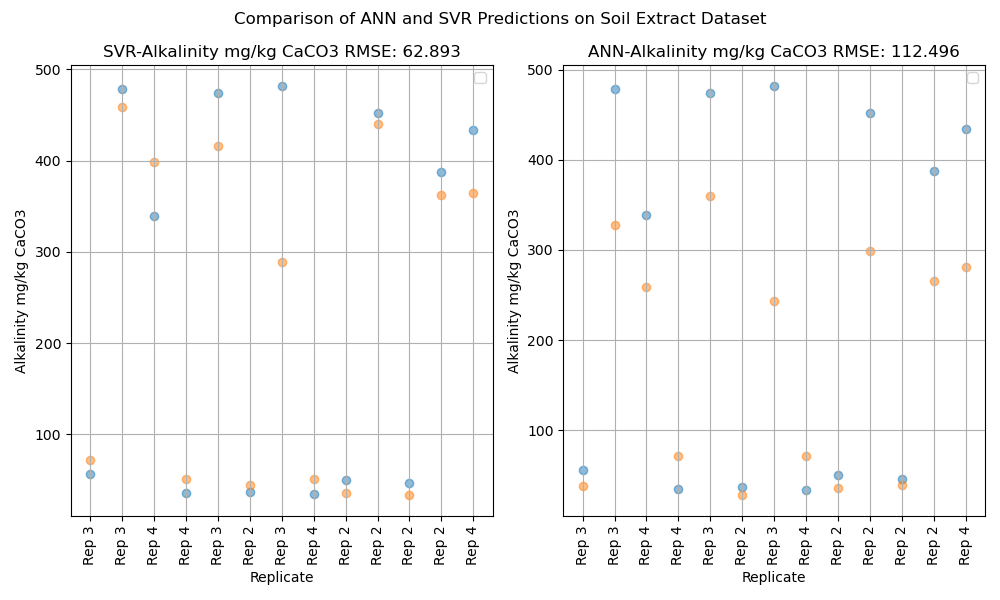 Comparison of ANN and SVR Predictions on Soil Extract Dataset
SVR-Alkalinity mg/kg CaCO3 RMSE: 62.893
Alkalinity mg/kg CaCO3
500
400
300
200
100
Rep 3
Rep 3
Rep 4
Rep 4
Rep 3
Rep 2
Rep 3
Rep 4
Rep 2
Rep 2
Rep 2
Rep 2
Rep 4
Replicate
ANN-Alkalinity mg/kg CaCO3 RMSE: 112.496
Alkalinity mg/kg CaCO3
500
400
300
200
100
Rep 3
Rep 3
Rep 4
Rep 4
Rep 3
Rep 2
Rep 3
Rep 4
Rep 2
Rep 2
Rep 2
Rep 2
Rep 4
Replicate